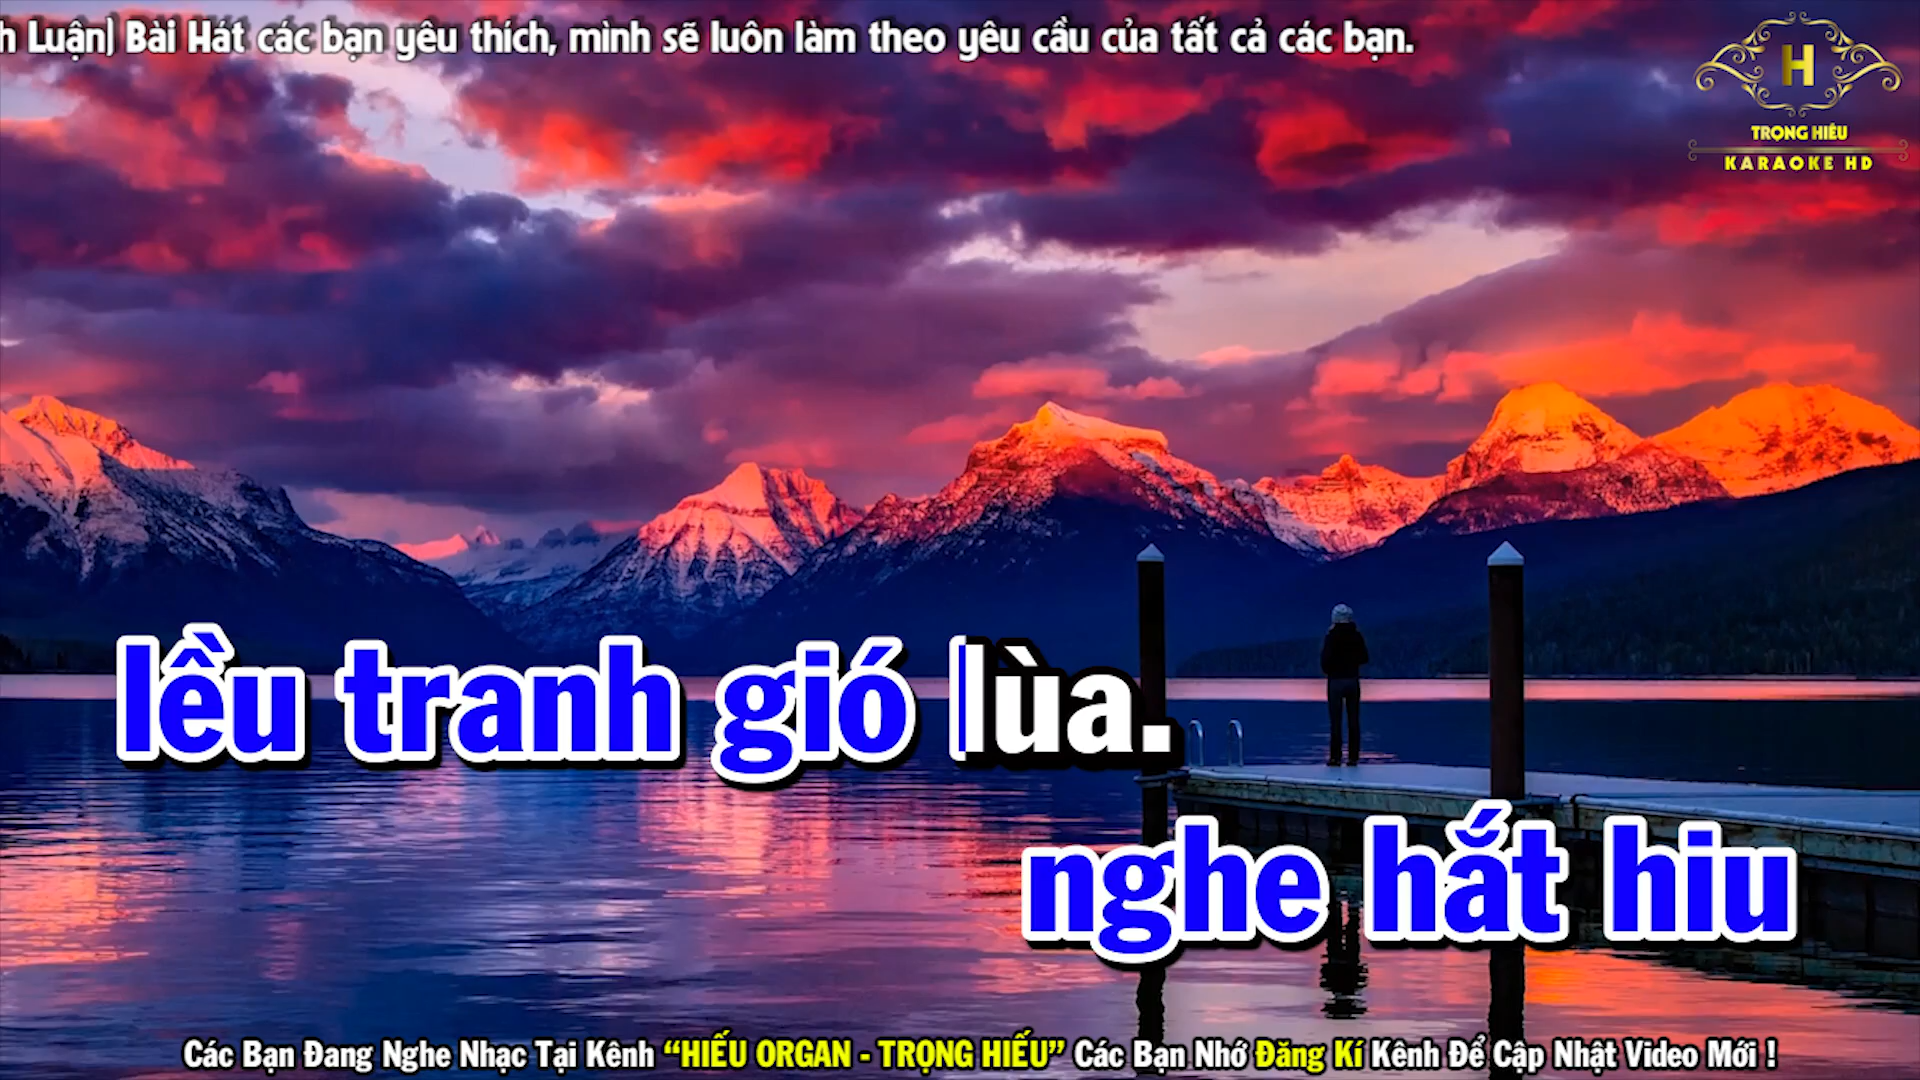 h Luận) Bài Hát các bạn yêu thích, mình sẽ luôn làm theo yêu cầu của tất cả các bạn.
H
TRỌNG HIẾU
KARAOKE HD
lều tranh gió lùa.
nghe hắt hiu
Các Bạn Đang Nghe Nhạc Tại Kênh “HIẾU ORGAN - TRỌNG HIẾU” Các Bạn Nhớ Đăng Kí Kênh Để Cập Nhật Video Mới !